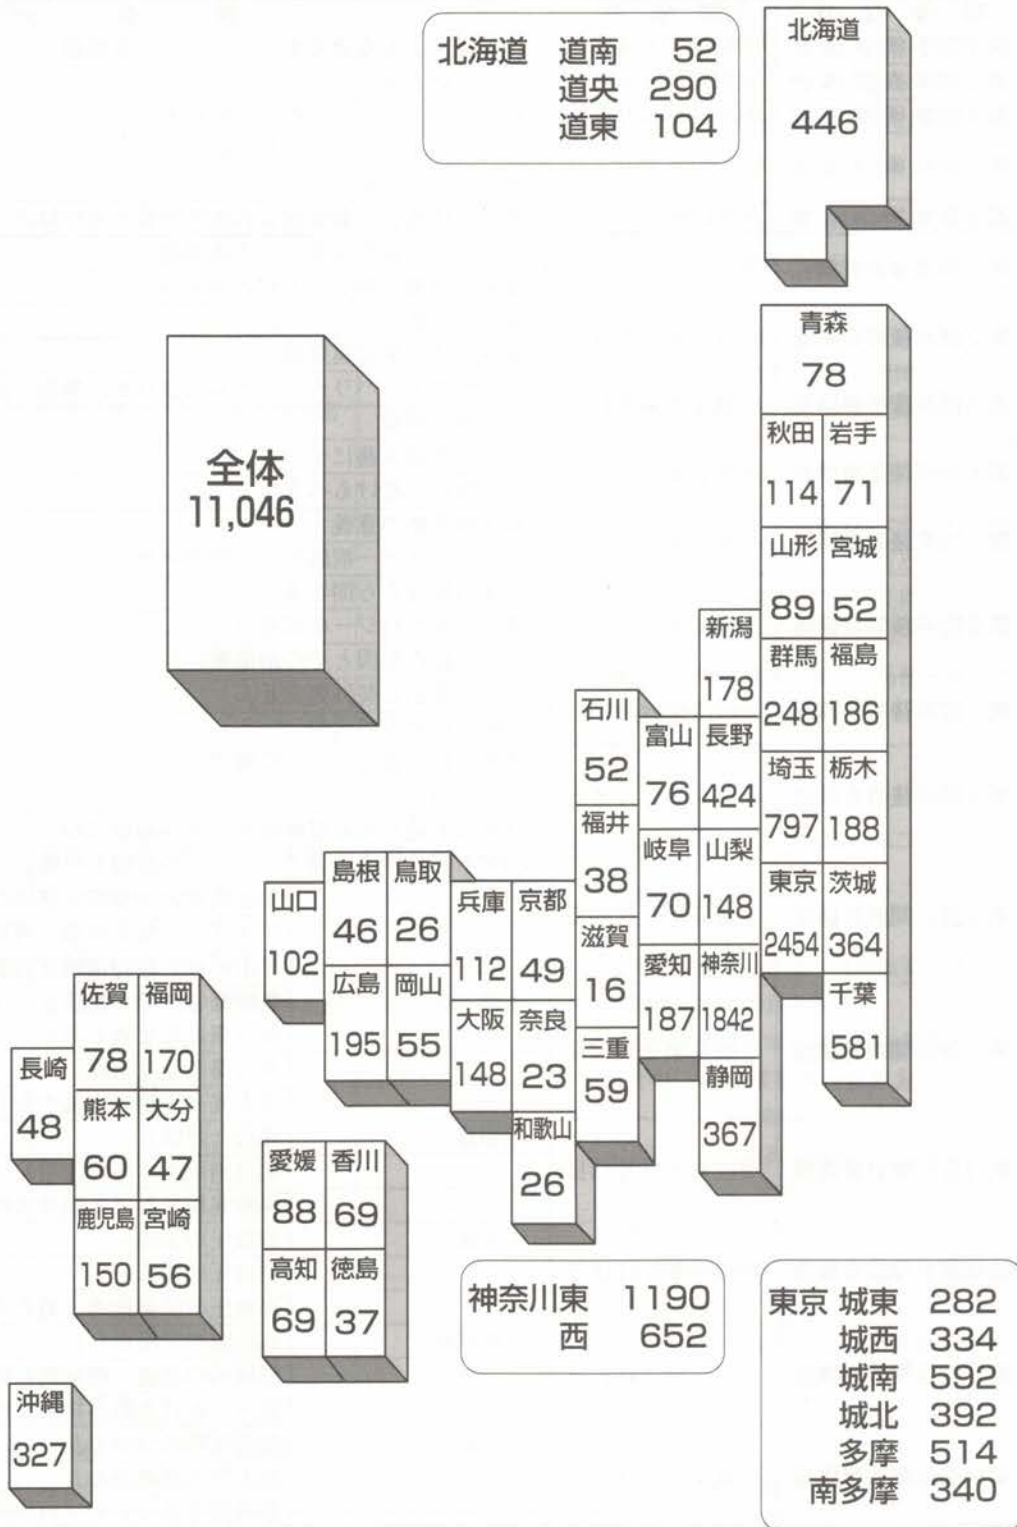 北海道 道南 52
道央 290
道東 104
北海道
446
全体
11,046
青森
78
秋田 岩手
114 71
山形 宮城
89 52
新潟
178
群馬 福島
248 186
石川
52
富山 長野
76 424
埼玉 栃木
797 188
福井
38
岐阜 山梨
70 148
東京 茨城
2454 364
島根 鳥取
46 26
山口
102
兵庫 京都
112 49
滋賀
16
愛知 神奈川
187 1842
千葉
581
広島 岡山
195 55
大阪 奈良
148 23
三重
59
静岡
367
和歌山
26
佐賀 福岡
78 170
長崎
48
熊本 大分
60 47
鹿児島 宮崎
150 56
愛媛 香川
88 69
高知 徳島
69 37
沖縄
327
神奈川東 1190
西 652
東京 城東 282
城西 334
城南 592
城北 392
多摩 514
南多摩 340